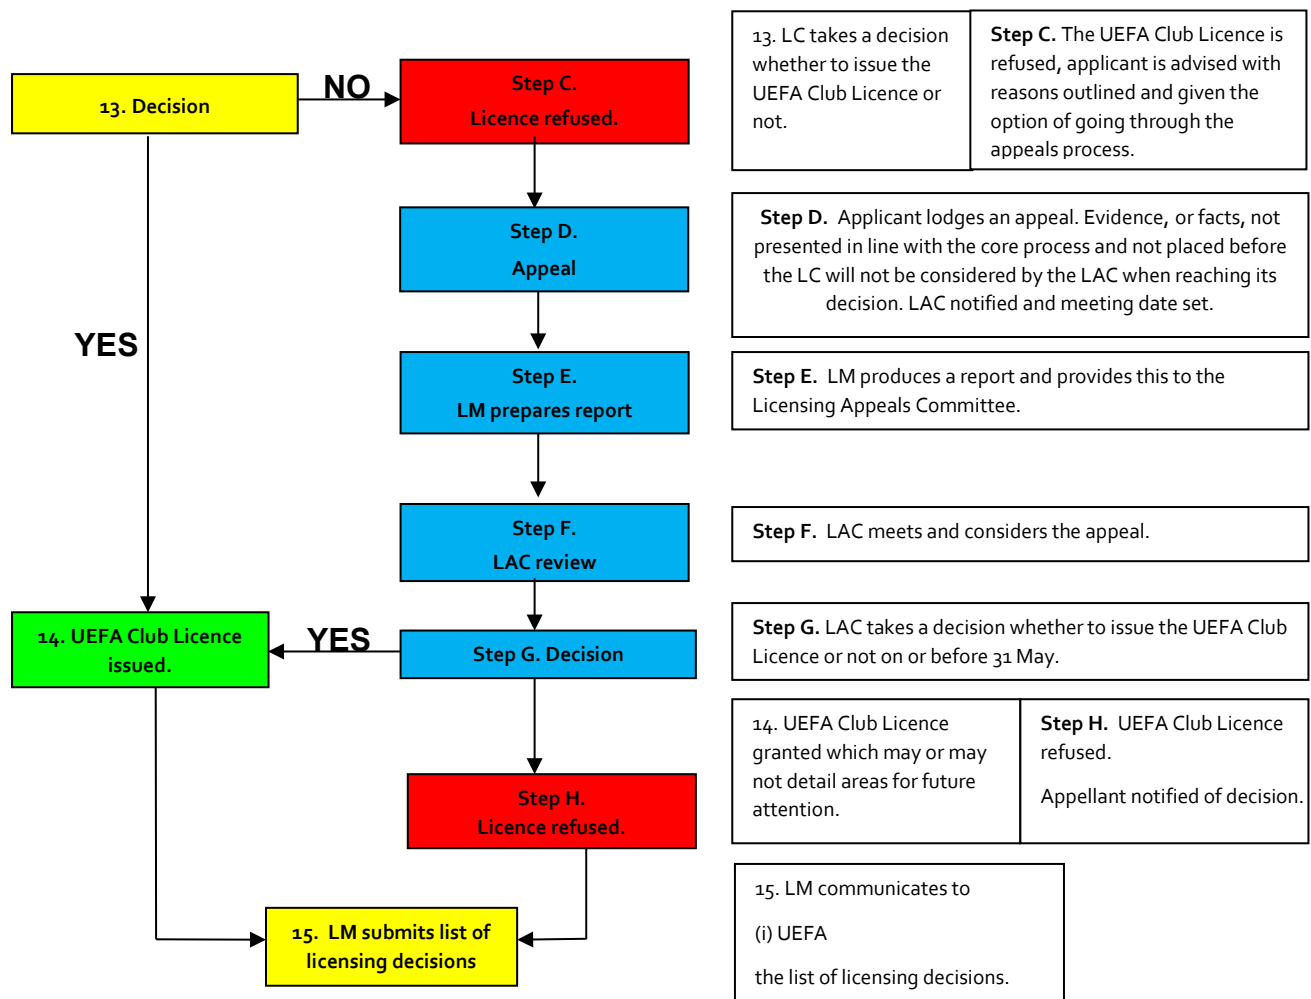 13. Decision
NO
Step C.
Licence refused.
13. LC takes a decision
whether to issue the
UEFA Club Licence or
not.
Step C. The UEFA Club Licence is
refused, applicant is advised with
reasons outlined and given the
option of going through the
appeals process.
Step D.
Appeal
Step D. Applicant lodges an appeal. Evidence, or facts, not
presented in line with the core process and not placed before
the LC will not be considered by the LAC when reaching its
decision. LAC notified and meeting date set.
YES
Step E.
LM prepares report
Step E. LM produces a report and provides this to the
Licensing Appeals Committee.
Step F.
LAC review
Step F. LAC meets and considers the appeal.
14. UEFA Club Licence
issued.
YES
Step G. Decision
Step G. LAC takes a decision whether to issue the UEFA Club
Licence or not on or before 31 May.
14. UEFA Club Licence
granted which may or may
not detail areas for future
attention.
Step H. UEFA Club Licence
refused.
Appellant notified of decision.
Step H.
Licence refused.
15. LM submits list of
licensing decisions
15. LM communicates to
(i) UEFA
the list of licensing decisions.